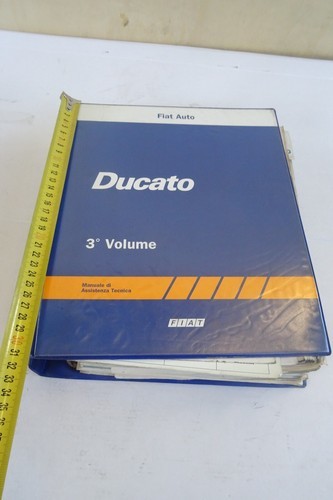 Fiat Auto
Ducato
3° Volume
Manuale di
Assistenza Tecnica
FIAT